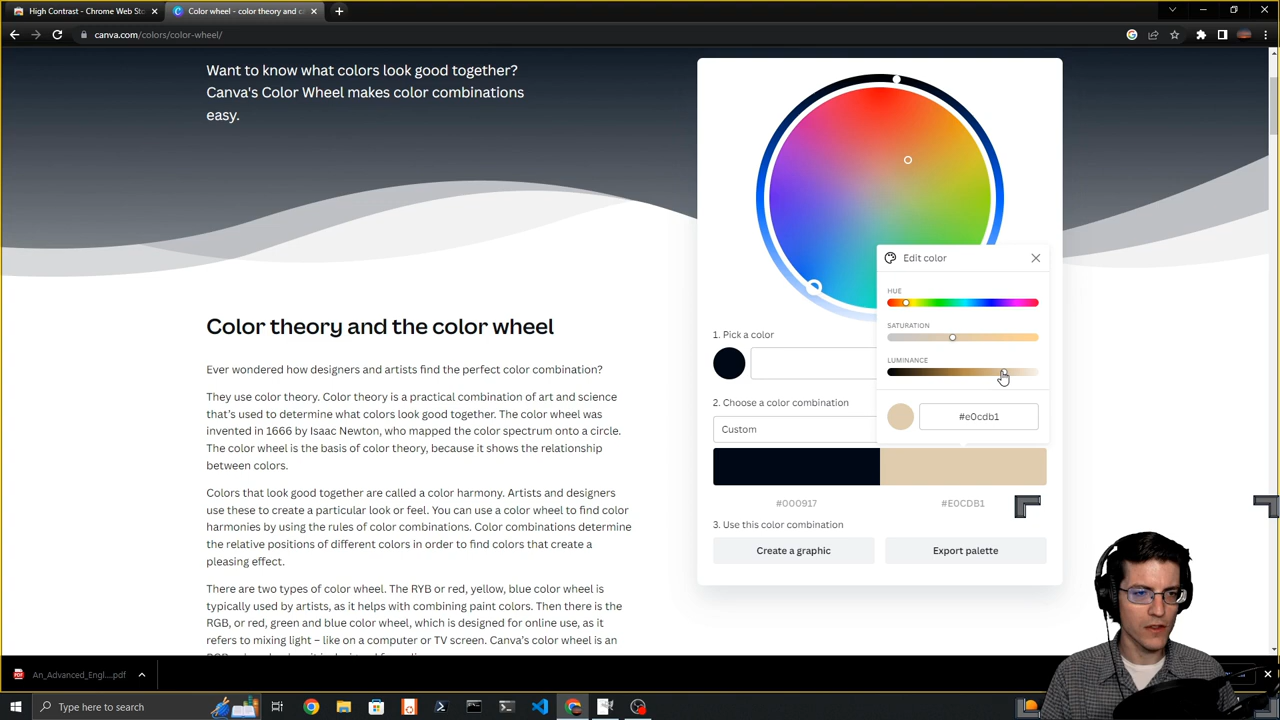 High Contrast - Chrome Web Sto
Color wheel - color theory and c
canva.com/colors/color-wheel/
Want to know what colors look good together?
Canva's Color Wheel makes color combinations
easy.
Color theory and the color wheel
Ever wondered how designers and artists find the perfect color combination?
They use color theory. Color theory is a practical combination of art and science
that's used to determine what colors look good together. The color wheel was
invented in 1666 by Isaac Newton, who mapped the color spectrum onto a circle.
The color wheel is the basis of color theory, because it shows the relationship
between colors.
Colors that look good together are called a color harmony. Artists and designers
use these to create a particular look or feel. You can use a color wheel to find color
harmonies by using the rules of color combinations. Color combinations determine
the relative positions of different colors in order to find colors that create a
pleasing effect.
There are two types of color wheel. The RYB or red, yellow, blue color wheel is
typically used by artists, as it helps with combining paint colors. Then there is the
RGB, or red, green and blue color wheel, which is designed for online use, as it
refers to mixing light – like on a computer or TV screen. Canva's color wheel is an
1. Pick a color
2. Choose a color combination
Custom
Edit color
HUE
SATURATION
LUMINANCE
#e0cdb1
#000917
#E0CDB1
3. Use this color combination
Create a graphic
Export palette
An_Advanced_Engl....pdf
Type here to search